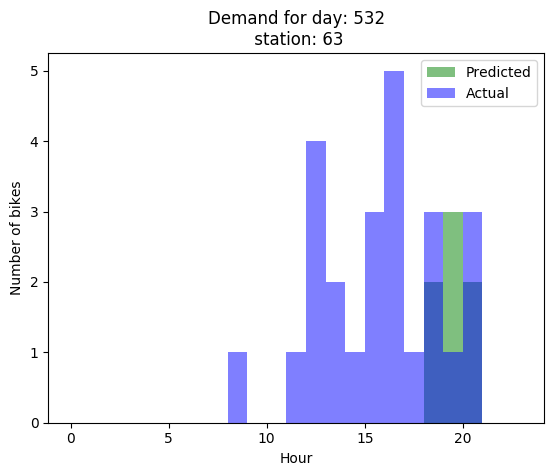 Demand for day: 532
station: 63
Predicted
Actual
Number of bikes
5
4
3
2
1
0
0
5
10
15
20
Hour